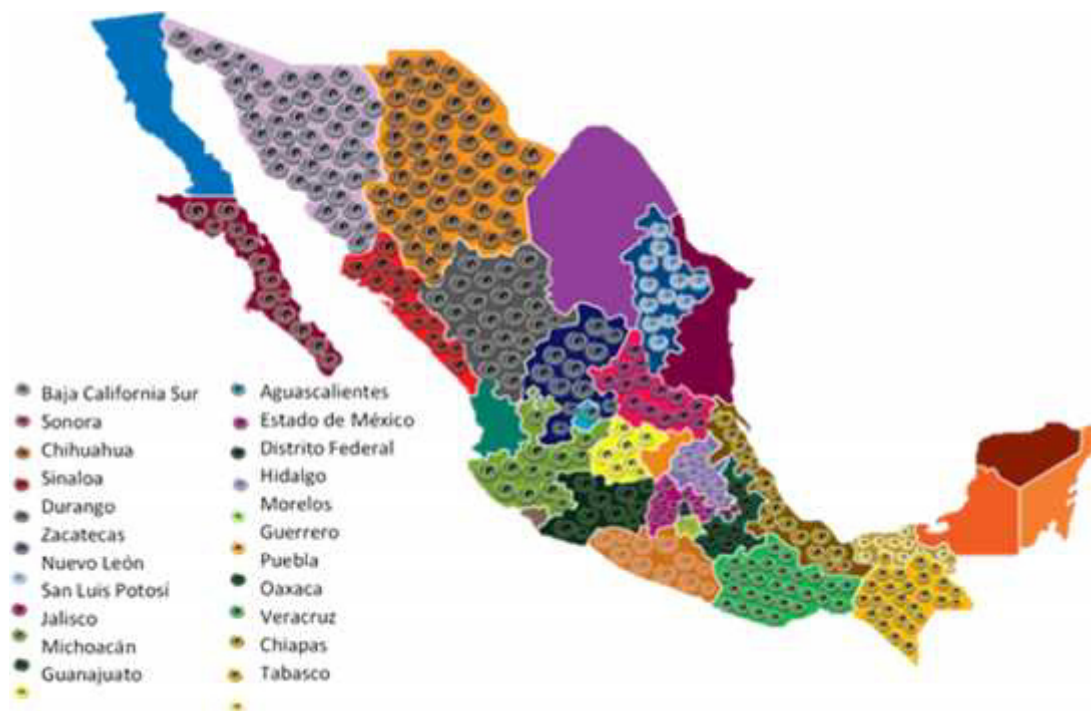 Baja California Sur
Sonora
Chihuahua
Sinaloa
Durango
Zacatecas
Nuevo León
San Luis Potosí
Jalisco
Michoacán
Guanajuato
Aguascalientes
Estado de México
Distrito Federal
Hidalgo
Morelos
Guerrero
Puebla
Oaxaca
Veracruz
Chiapas
Tabasco